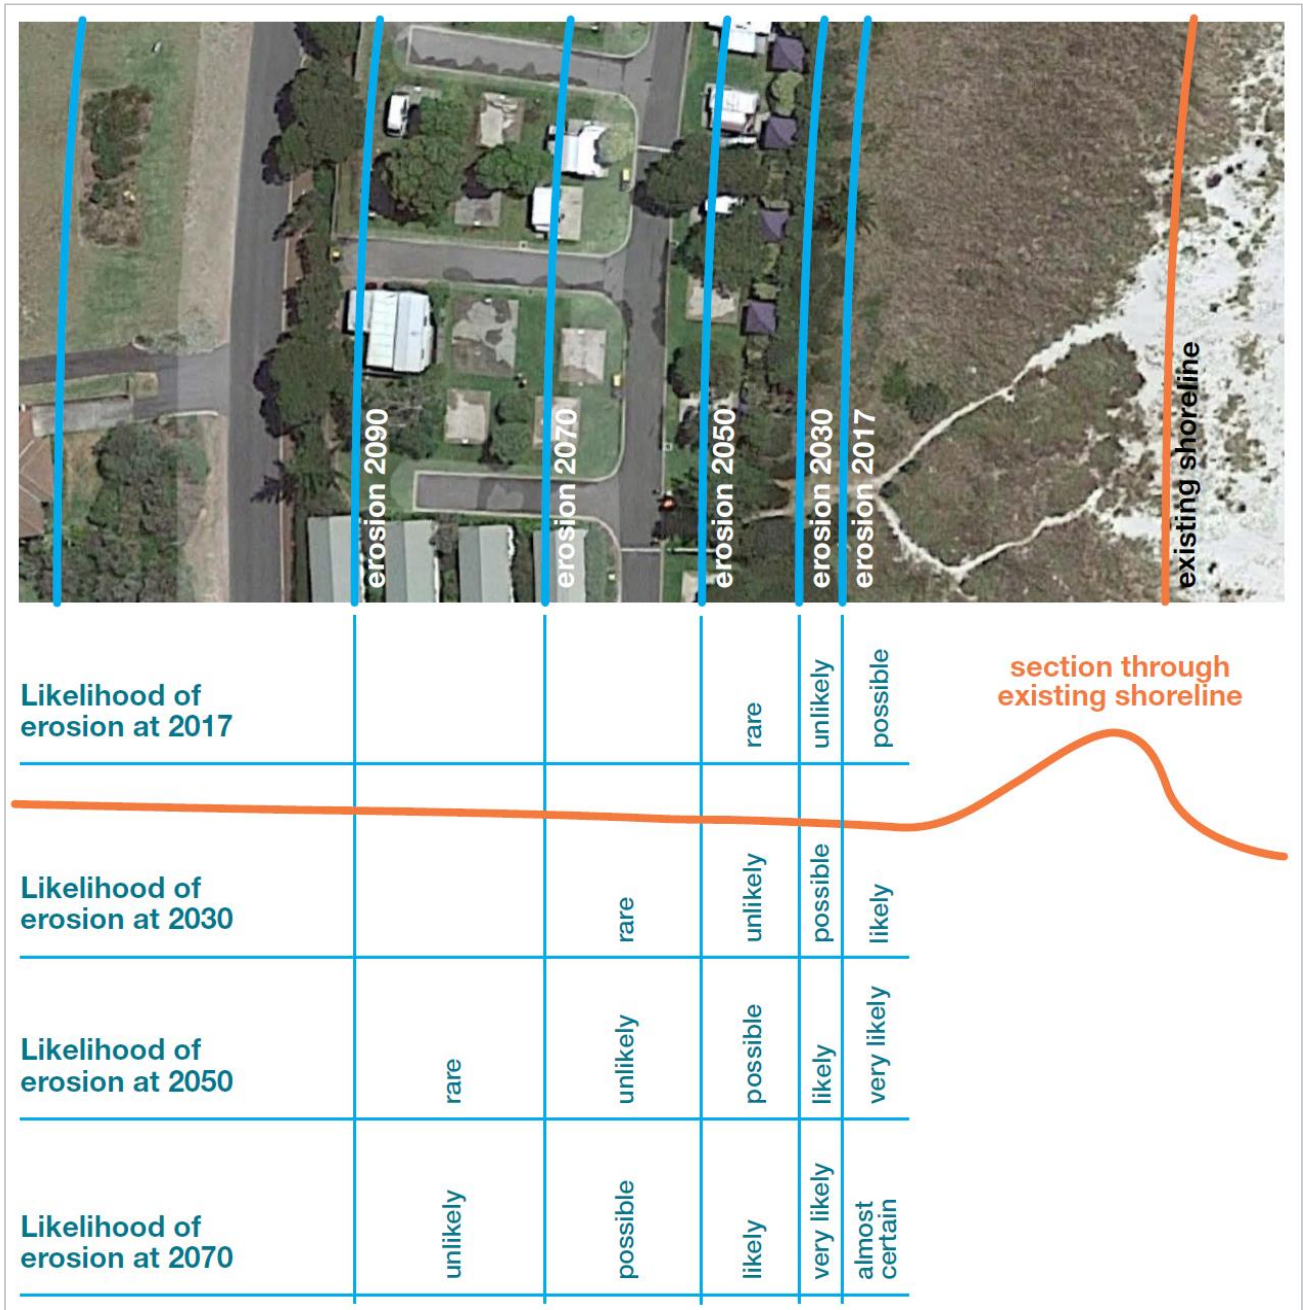 erosion 2090
erosion 2070
erosion 2050
erosion 2030
erosion 2017
existing shoreline
section through
existing shoreline
Likelihood of
erosion at 2017
rare
unlikely
possible
Likelihood of
erosion at 2030
rare
unlikely
possible
likely
Likelihood of
erosion at 2050
rare
unlikely
possible
likely
very likely
Likelihood of
erosion at 2070
unlikely
possible
likely
very likely
almost
certain